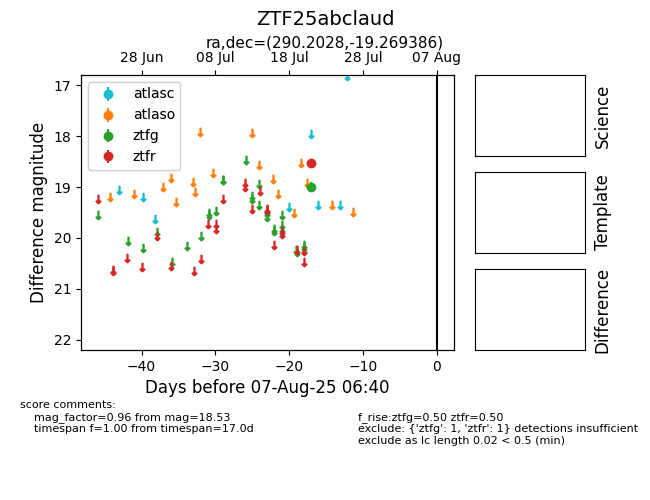 ZTF25abclaud
ra,dec=(290.2028,-19.269386)
28 Jun 08 Jul 18 Jul 28 Jul 07 Aug
atlasc
atlaso
ztfg
ztfr
17
18
19
20
21
22
Difference magnitude
−40 −30 −20 −10 0
Days before 07-Aug-25 06:40
Science
Template
Difference
score comments:
mag_factor=0.96 from mag=18.53
timespan f=1.00 from timespan=17.0d
f_rise:ztfg=0.50 ztfr=0.50
exclude: {'ztfg': 1, 'ztfr': 1} detections insufficient
exclude as lc length 0.02 < 0.5 (min)